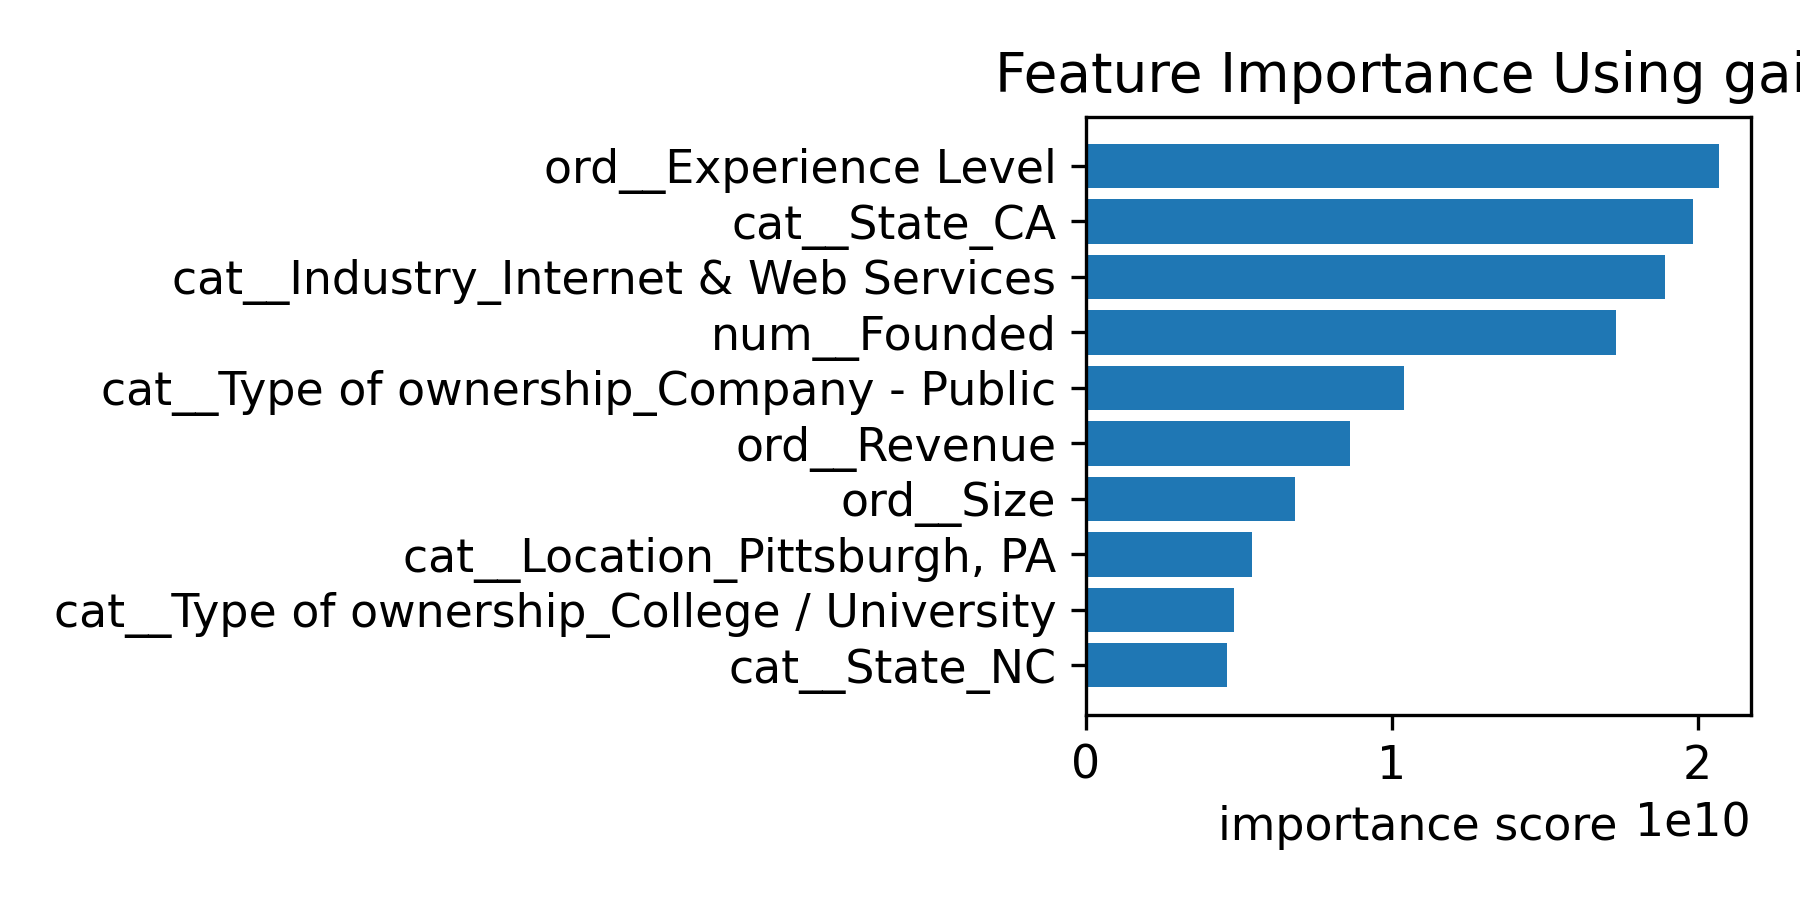 Feature Importance Using gai
ord__Experience Level
cat__State_CA
cat__Industry_Internet & Web Services
num__Founded
cat__Type of ownership_Company - Public
ord__Revenue
ord__Size
cat__Location_Pittsburgh, PA
cat__Type of ownership_College / University
cat__State_NC
0 1 2
importance score 1e10